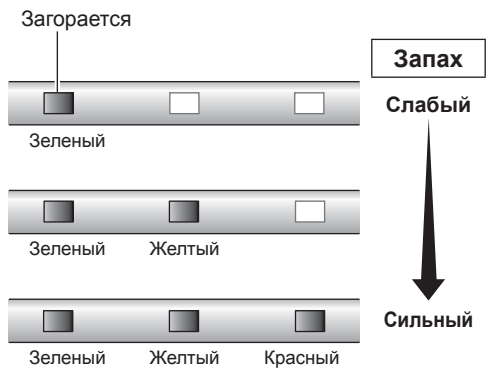 Загорается
Запах
Слабый
Зеленый
Зеленый Желтый
Сильный
Зеленый Желтый Красный